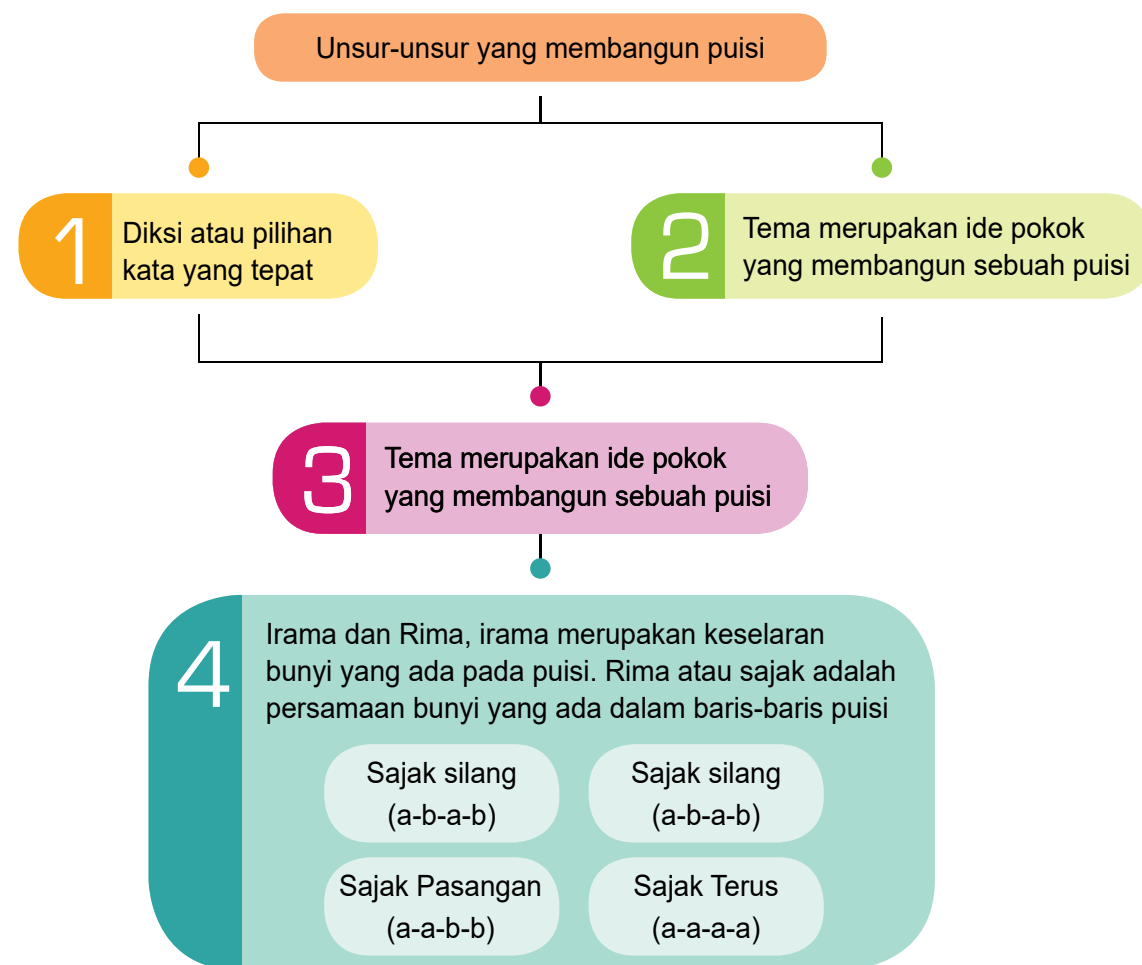 Unsur-unsur yang membangun puisi
1
Diksi atau pilihan
kata yang tepat
2
Tema merupakan ide pokok
yang membangun sebuah puisi
3
Tema merupakan ide pokok
yang membangun sebuah puisi
4
Irama dan Rima, irama merupakan keselaran
bunyi yang ada pada puisi. Rima atau sajak adalah
persamaan bunyi yang ada dalam baris-baris puisi
Sajak silang
(a-b-a-b)
Sajak silang
(a-b-a-b)
Sajak Pasangan
(a-a-b-b)
Sajak Terus
(a-a-a-a)